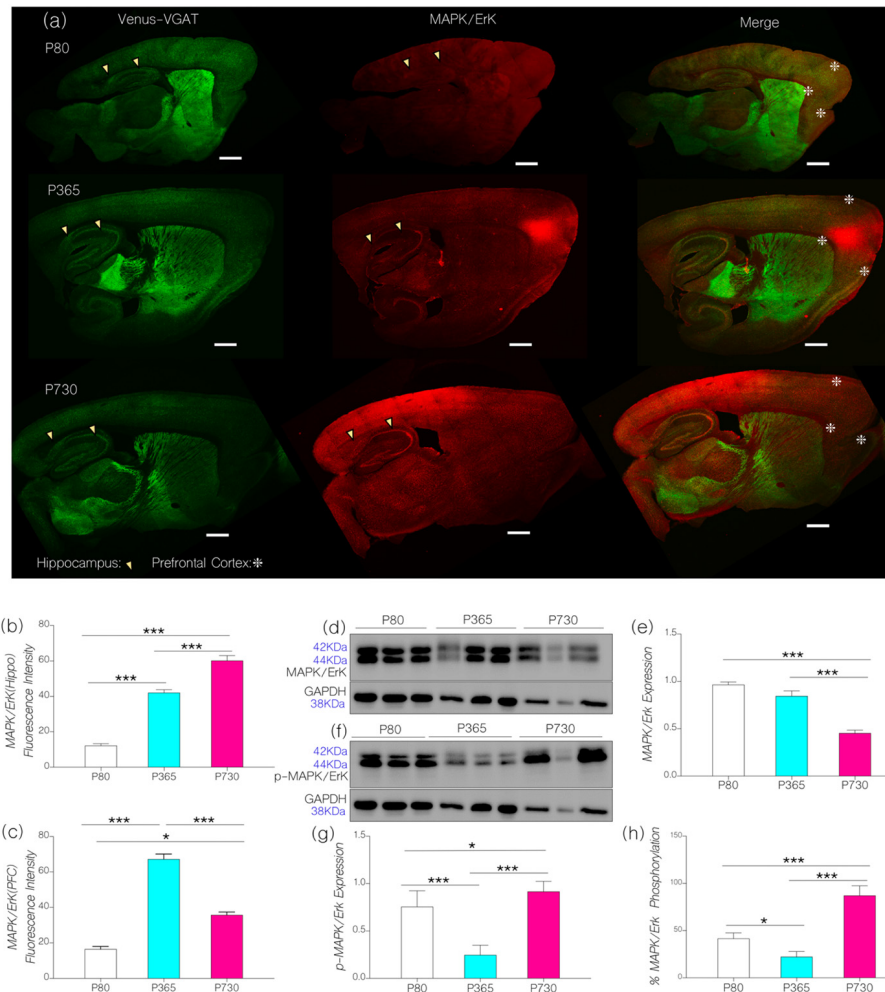 (a)
Venus-VGAT MAPK/ErK Merge
P80
P365
P730
Hippocampus: Prefrontal Cortex:
(b)
MAPK/ErK(Hippo)
Fluorescence Intensity
80
60
40
20
0
***
***
***
P80 P365 P730
(c)
MAPK/ErK(PFC)
Fluorescence Intensity
80
60
40
20
0
*** ***
*
P80 P365 P730
(d)
P80 P365 P730
42KDa
44KDa
MAPK/ErK
GAPDH
38KDa
(f)
P80 P365 P730
42KDa
44KDa
p-MAPK/ErK
GAPDH
38KDa
(e)
MAPK/Erk Expression
1.5
1.0
0.5
0.0
***
***
P80 P365 P730
(g)
p-MAPK/Erk Expression
1.5
1.0
0.5
0.0
*
*** ***
P80 P365 P730
(h)
% MAPK/Erk Phosphorylation
150
100
50
0
***
***
*
P80 P365 P730